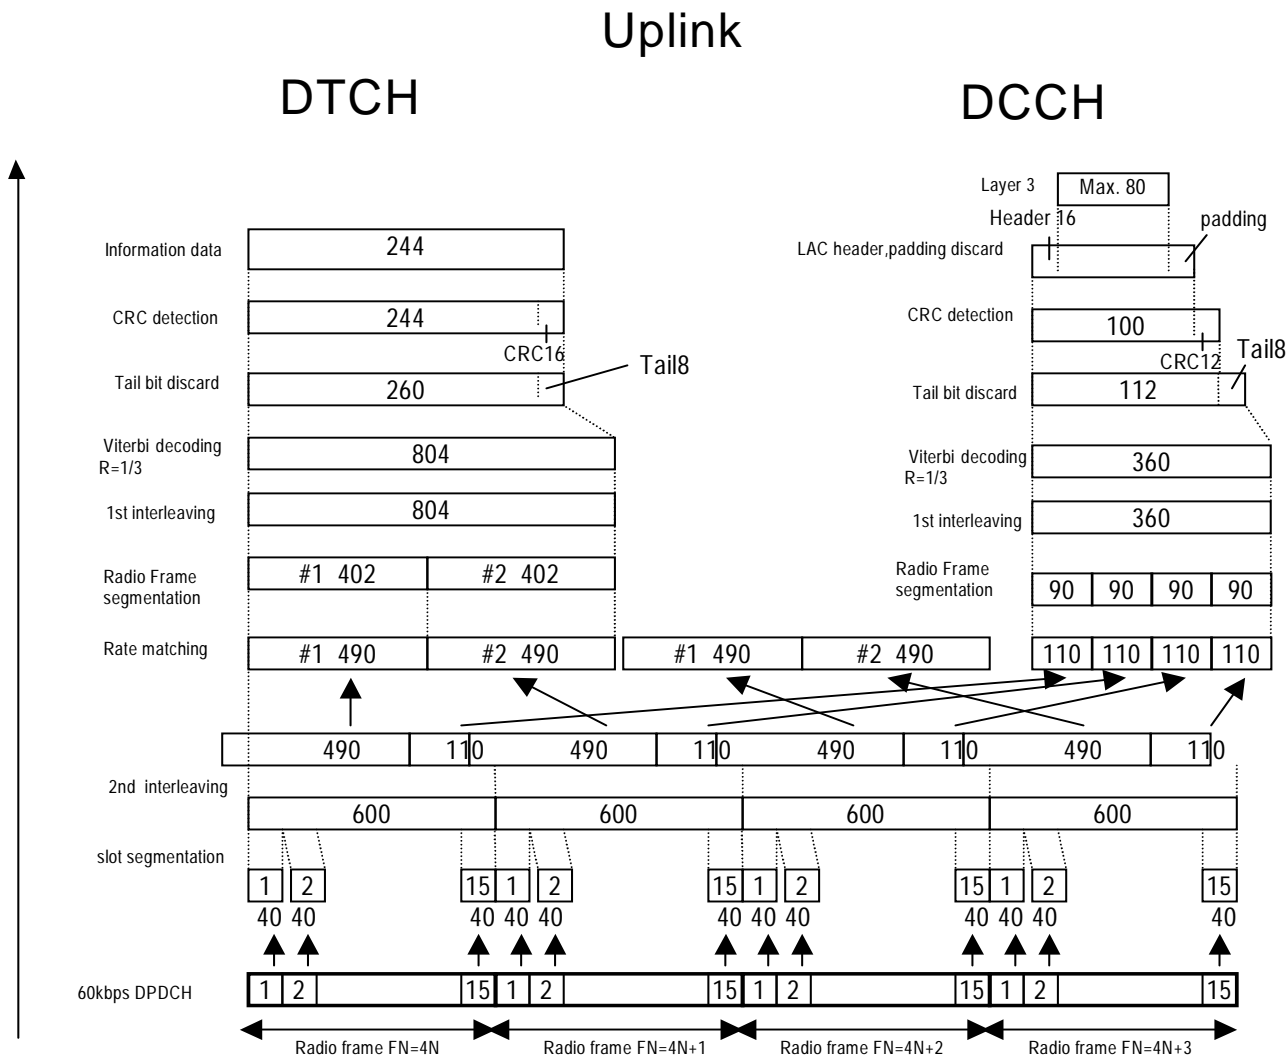 Uplink
DTCH
DCCH
Layer 3
Max. 80
Header 16
padding
Information data
244
LAC header,padding discard
CRC detection
244
CRC16
CRC detection
100
CRC12
Tail bit discard
260
Tail8
Tail bit discard
112
Tail8
Viterbi decoding
R=1/3
804
Viterbi decoding
R=1/3
360
1st interleaving
804
1st interleaving
360
Radio Frame
segmentation
#1 402
#2 402
Radio Frame
segmentation
90 90 90 90
Rate matching
#1 490
#2 490
#1 490
#2 490
110 110 110 110
490 110 490 110 490 110 490 110
2nd interleaving
600 600 600 600
slot segmentation
1 2 15 1 2 15 1 2 15 1 2 15
40 40 40 40 40 40 40 40 40 40 40 40
60kbps DPDCH
1 2 15 1 2 15 1 2 15 1 2 15
Radio frame FN=4N
Radio frame FN=4N+1
Radio frame FN=4N+2
Radio frame FN=4N+3